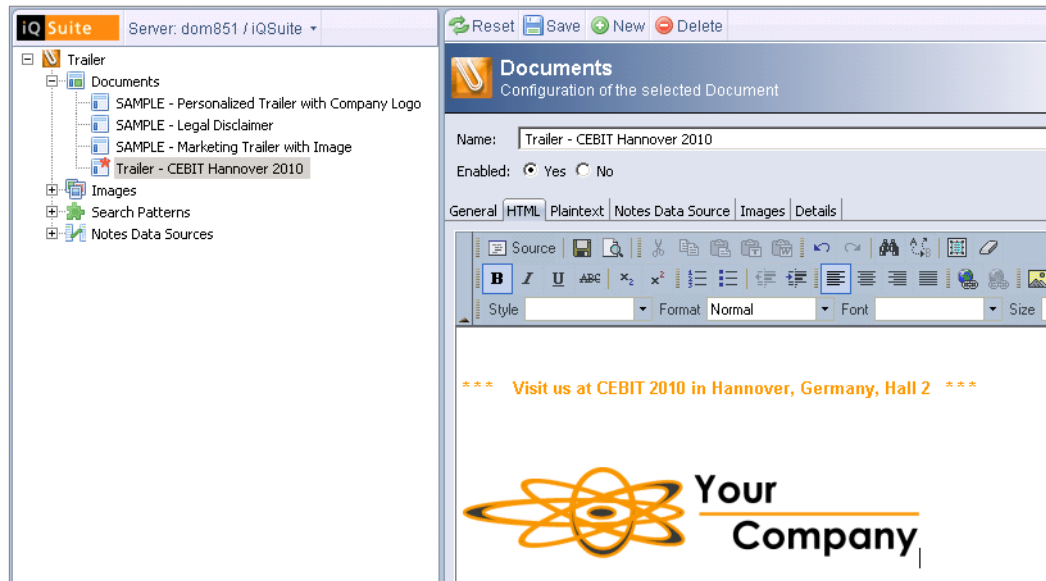 iQ Suite Server: dom851 / iQSuite
Trailer
Documents
SAMPLE - Personalized Trailer with Company Logo
SAMPLE - Legal Disclaimer
SAMPLE - Marketing Trailer with Image
Trailer - CEBIT Hannover 2010
Images
Search Patterns
Notes Data Sources
Reset Save New Delete
Documents
Configuration of the selected Document
Name: Trailer - CEBIT Hannover 2010
Enabled: Yes No
General HTML Plaintext Notes Data Source Images Details
Source
B I U ABC x₂ x²
Style Format Normal Font Size
*** Visit us at CEBIT 2010 in Hannover, Germany, Hall 2 ***
Your
Company